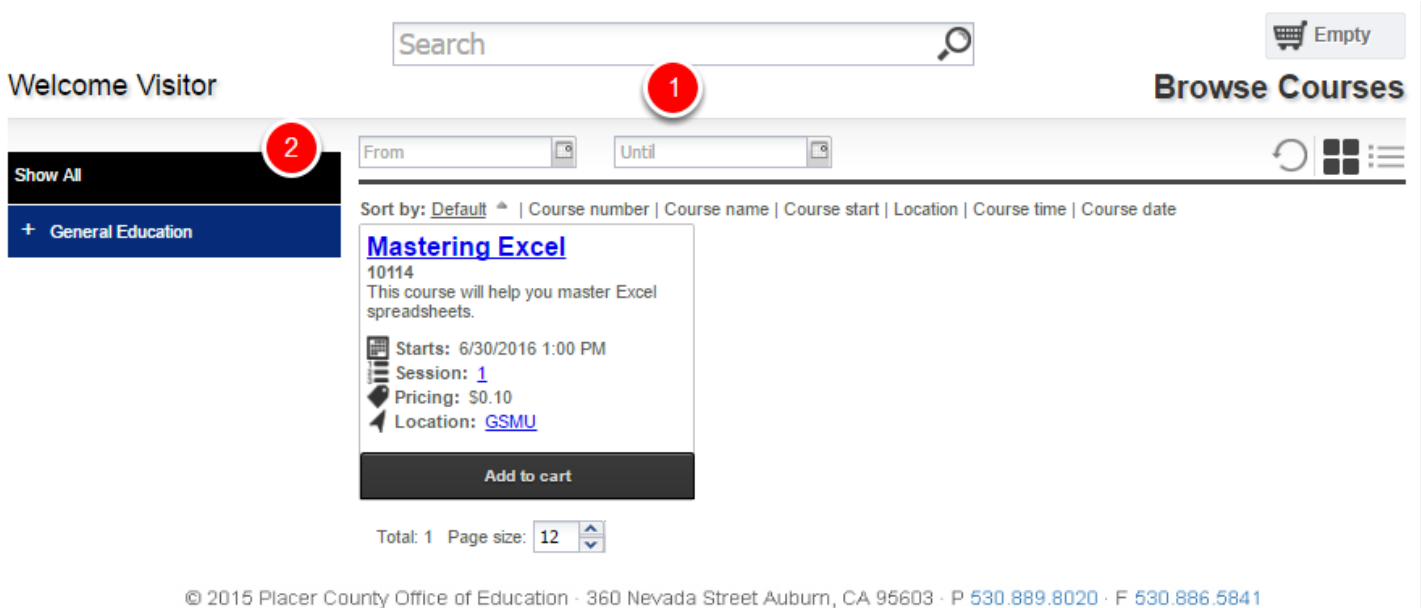 Search
Empty
Welcome Visitor
1
Browse Courses
2
From
Until
Show All
Sort by: Default | Course number | Course name | Course start | Location | Course time | Course date
+ General Education
Mastering Excel
10114
This course will help you master Excel
spreadsheets.
Starts: 6/30/2016 1:00 PM
Session: 1
Pricing: $0.10
Location: GSMU
Add to cart
Total: 1 Page size: 12
© 2015 Placer County Office of Education · 360 Nevada Street Auburn, CA 95603 · P 530.889.8020 · F 530.886.5841